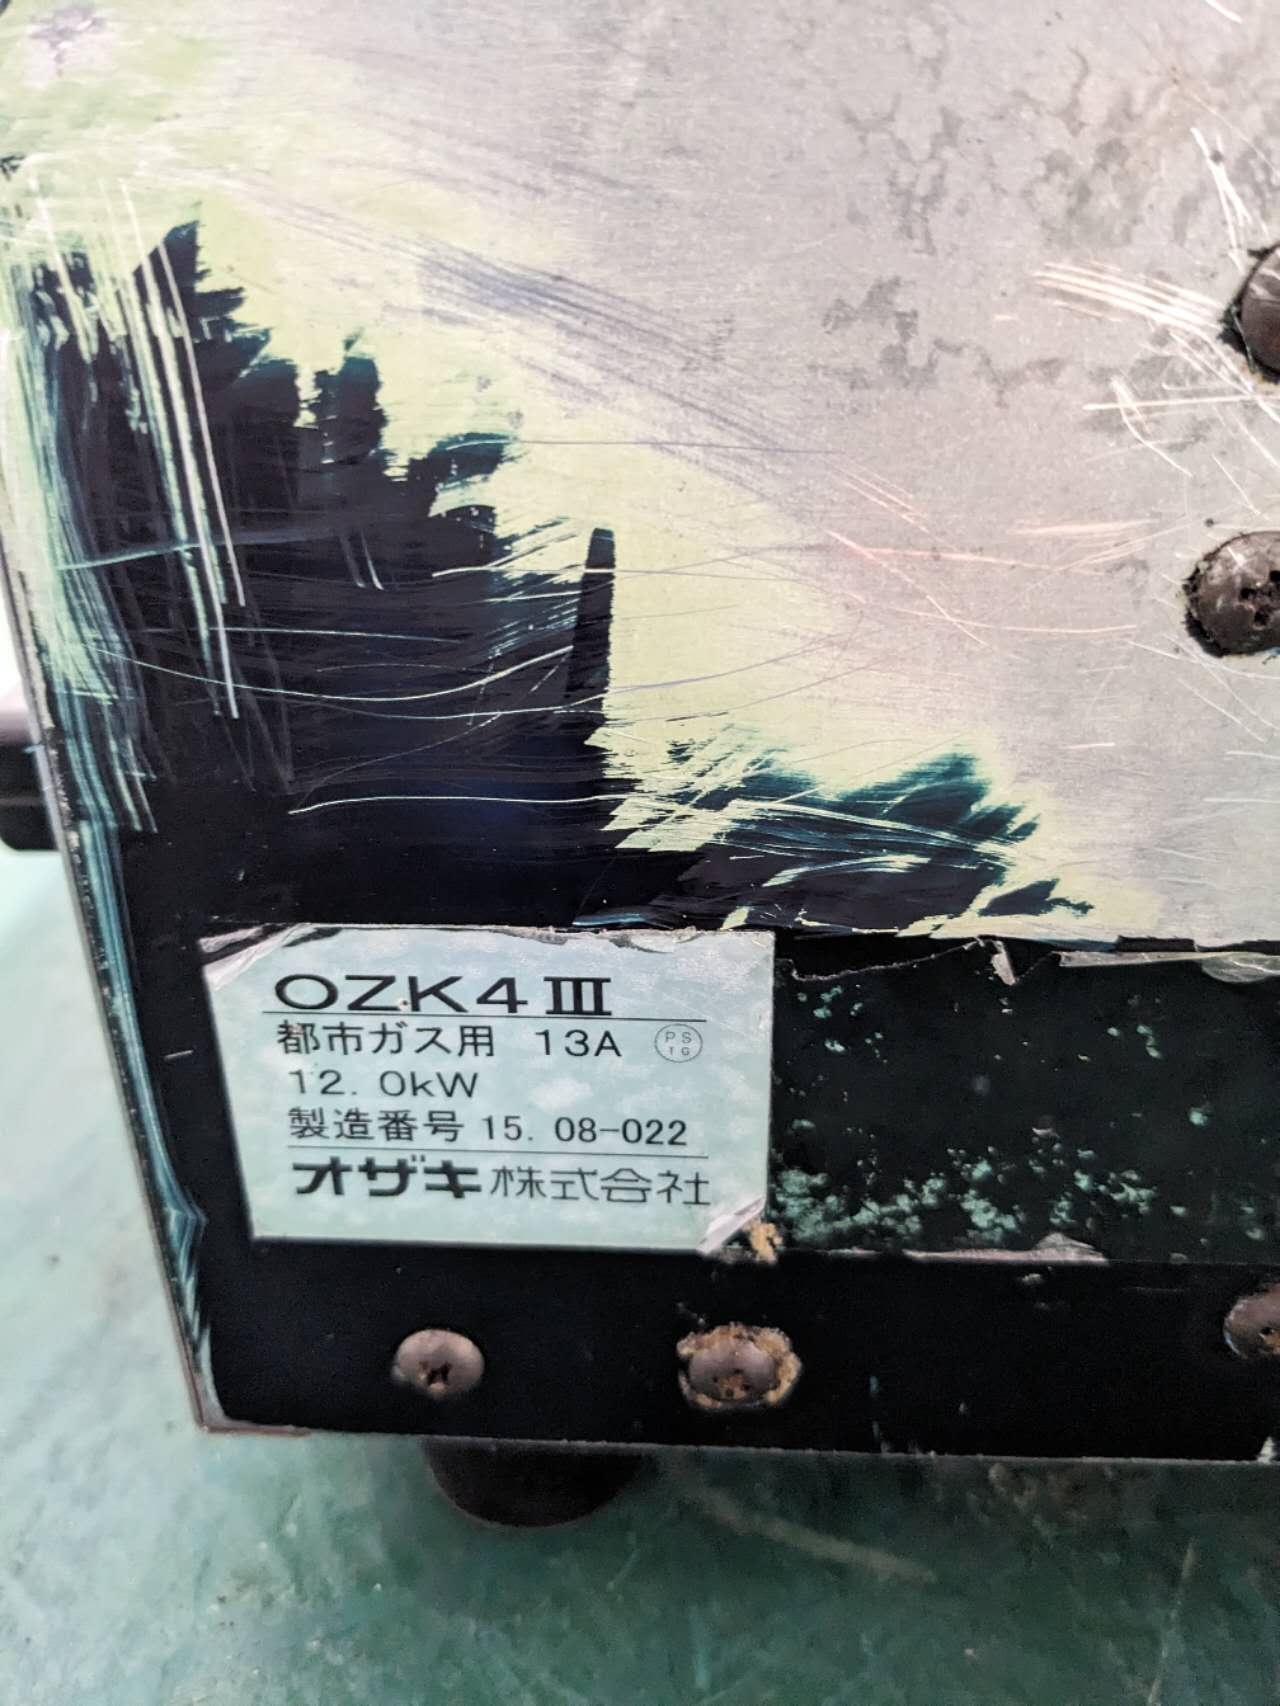 OZK4Ⅲ
都市ガス用 13A PS TG
12.0kW
製造番号 15. 08-022
オザキ株式会社